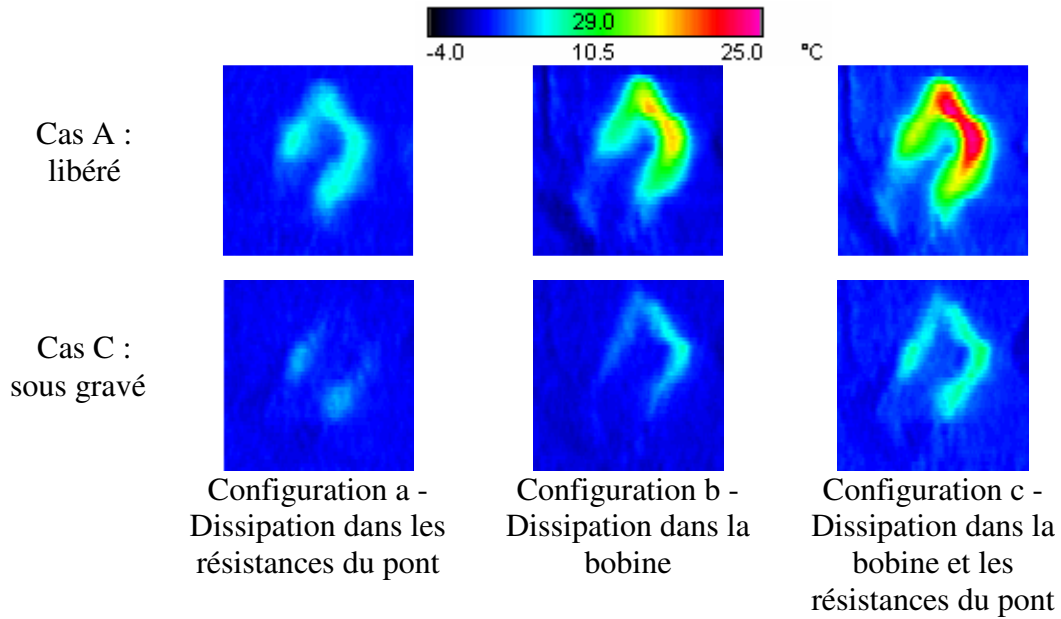 29.0
-4.0 10.5 25.0 °C
Cas A :
libéré
Cas C :
sous gravé
Configuration a -
Dissipation dans les
résistances du pont
Configuration b -
Dissipation dans la
bobine
Configuration c -
Dissipation dans la
bobine et les
résistances du pont